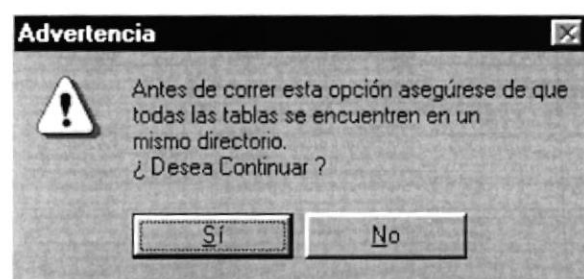 Advertencia
Antes de correr esta opción asegúrese de que
todas las tablas se encuentren en un
mismo directorio.
¿ Desea Continuar ?
Sí
No